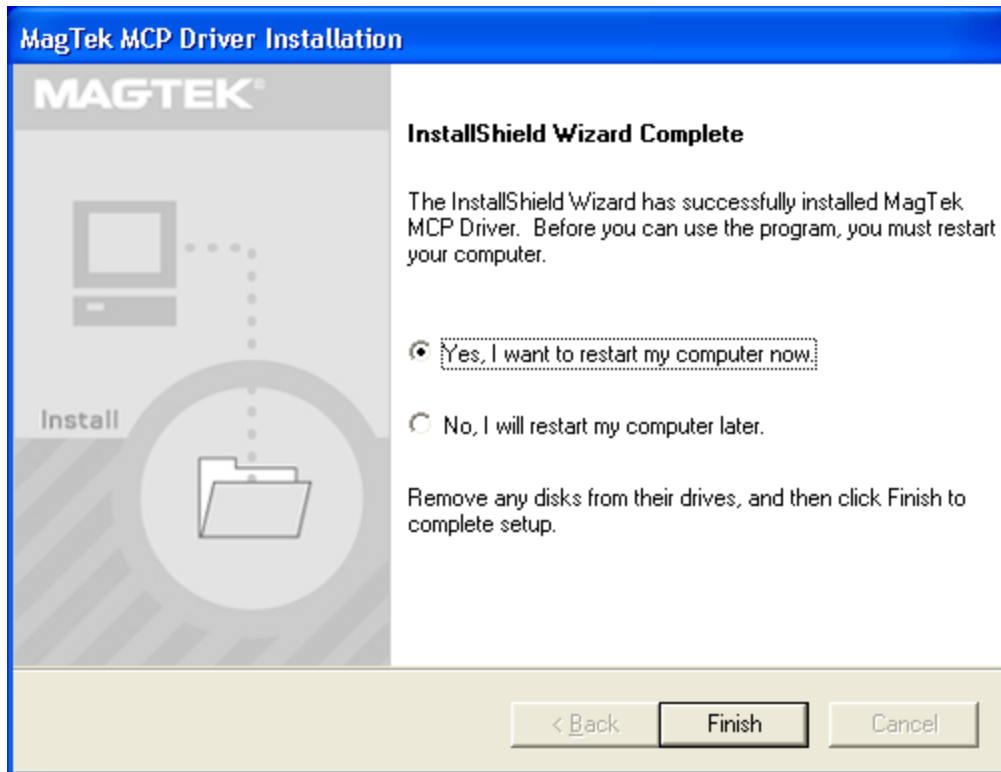 MagTek MCP Driver Installation
MAGTEK®
InstallShield Wizard Complete
The InstallShield Wizard has successfully installed MagTek
MCP Driver.  Before you can use the program, you must restart
your computer.
Yes, I want to restart my computer now.
No, I will restart my computer later.
Install
Remove any disks from their drives, and then click Finish to
complete setup.
< Back
Finish
Cancel